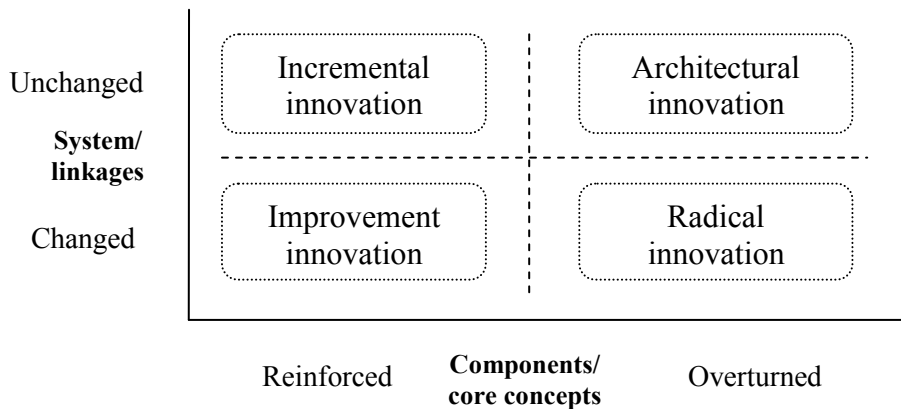 Incremental
innovation
Architectural
innovation
Unchanged
System/
linkages
Improvement
innovation
Radical
innovation
Changed
Reinforced
Components/
core concepts
Overturned